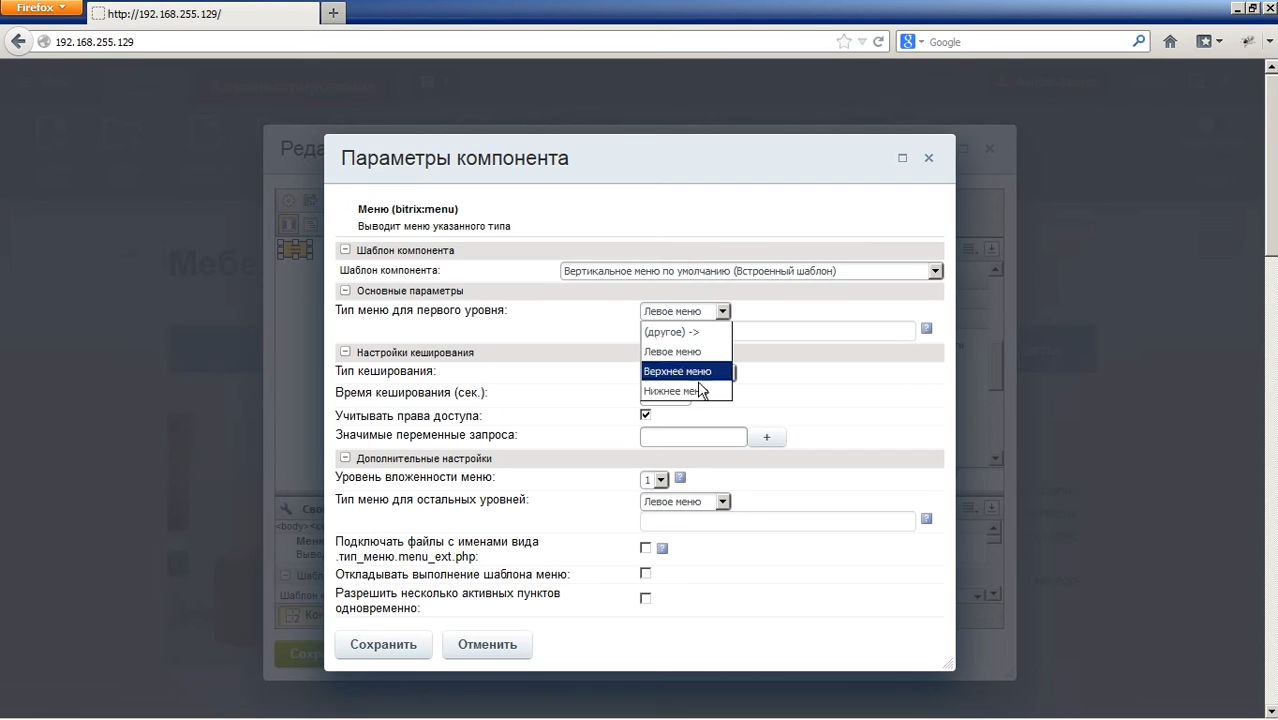 Firefox
http://192.168.255.129/
192.168.255.129
Google
Реда
Параметры компонента
Меню (bitrix:menu)
Выводит меню указанного типа
Шаблон компонента
Шаблон компонента:
Вертикальное меню по умолчанию (Встроенный шаблон)
Основные параметры
Тип меню для первого уровня:
Левое меню
(другое) ->
Левое меню
Верхнее меню
Нижнее меню
Настройки кеширования
Тип кеширования:
Время кеширования (сек.):
Учитывать права доступа:
Значимые переменные запроса:
+
Дополнительные настройки
Уровень вложенности меню:
1
Тип меню для остальных уровней:
Левое меню
Подключать файлы с именами вида
.тип_меню.menu_ext.php:
Откладывать выполнение шаблона меню:
Разрешить несколько активных пунктов
одновременно:
Сохранить
Отменить
Мебе